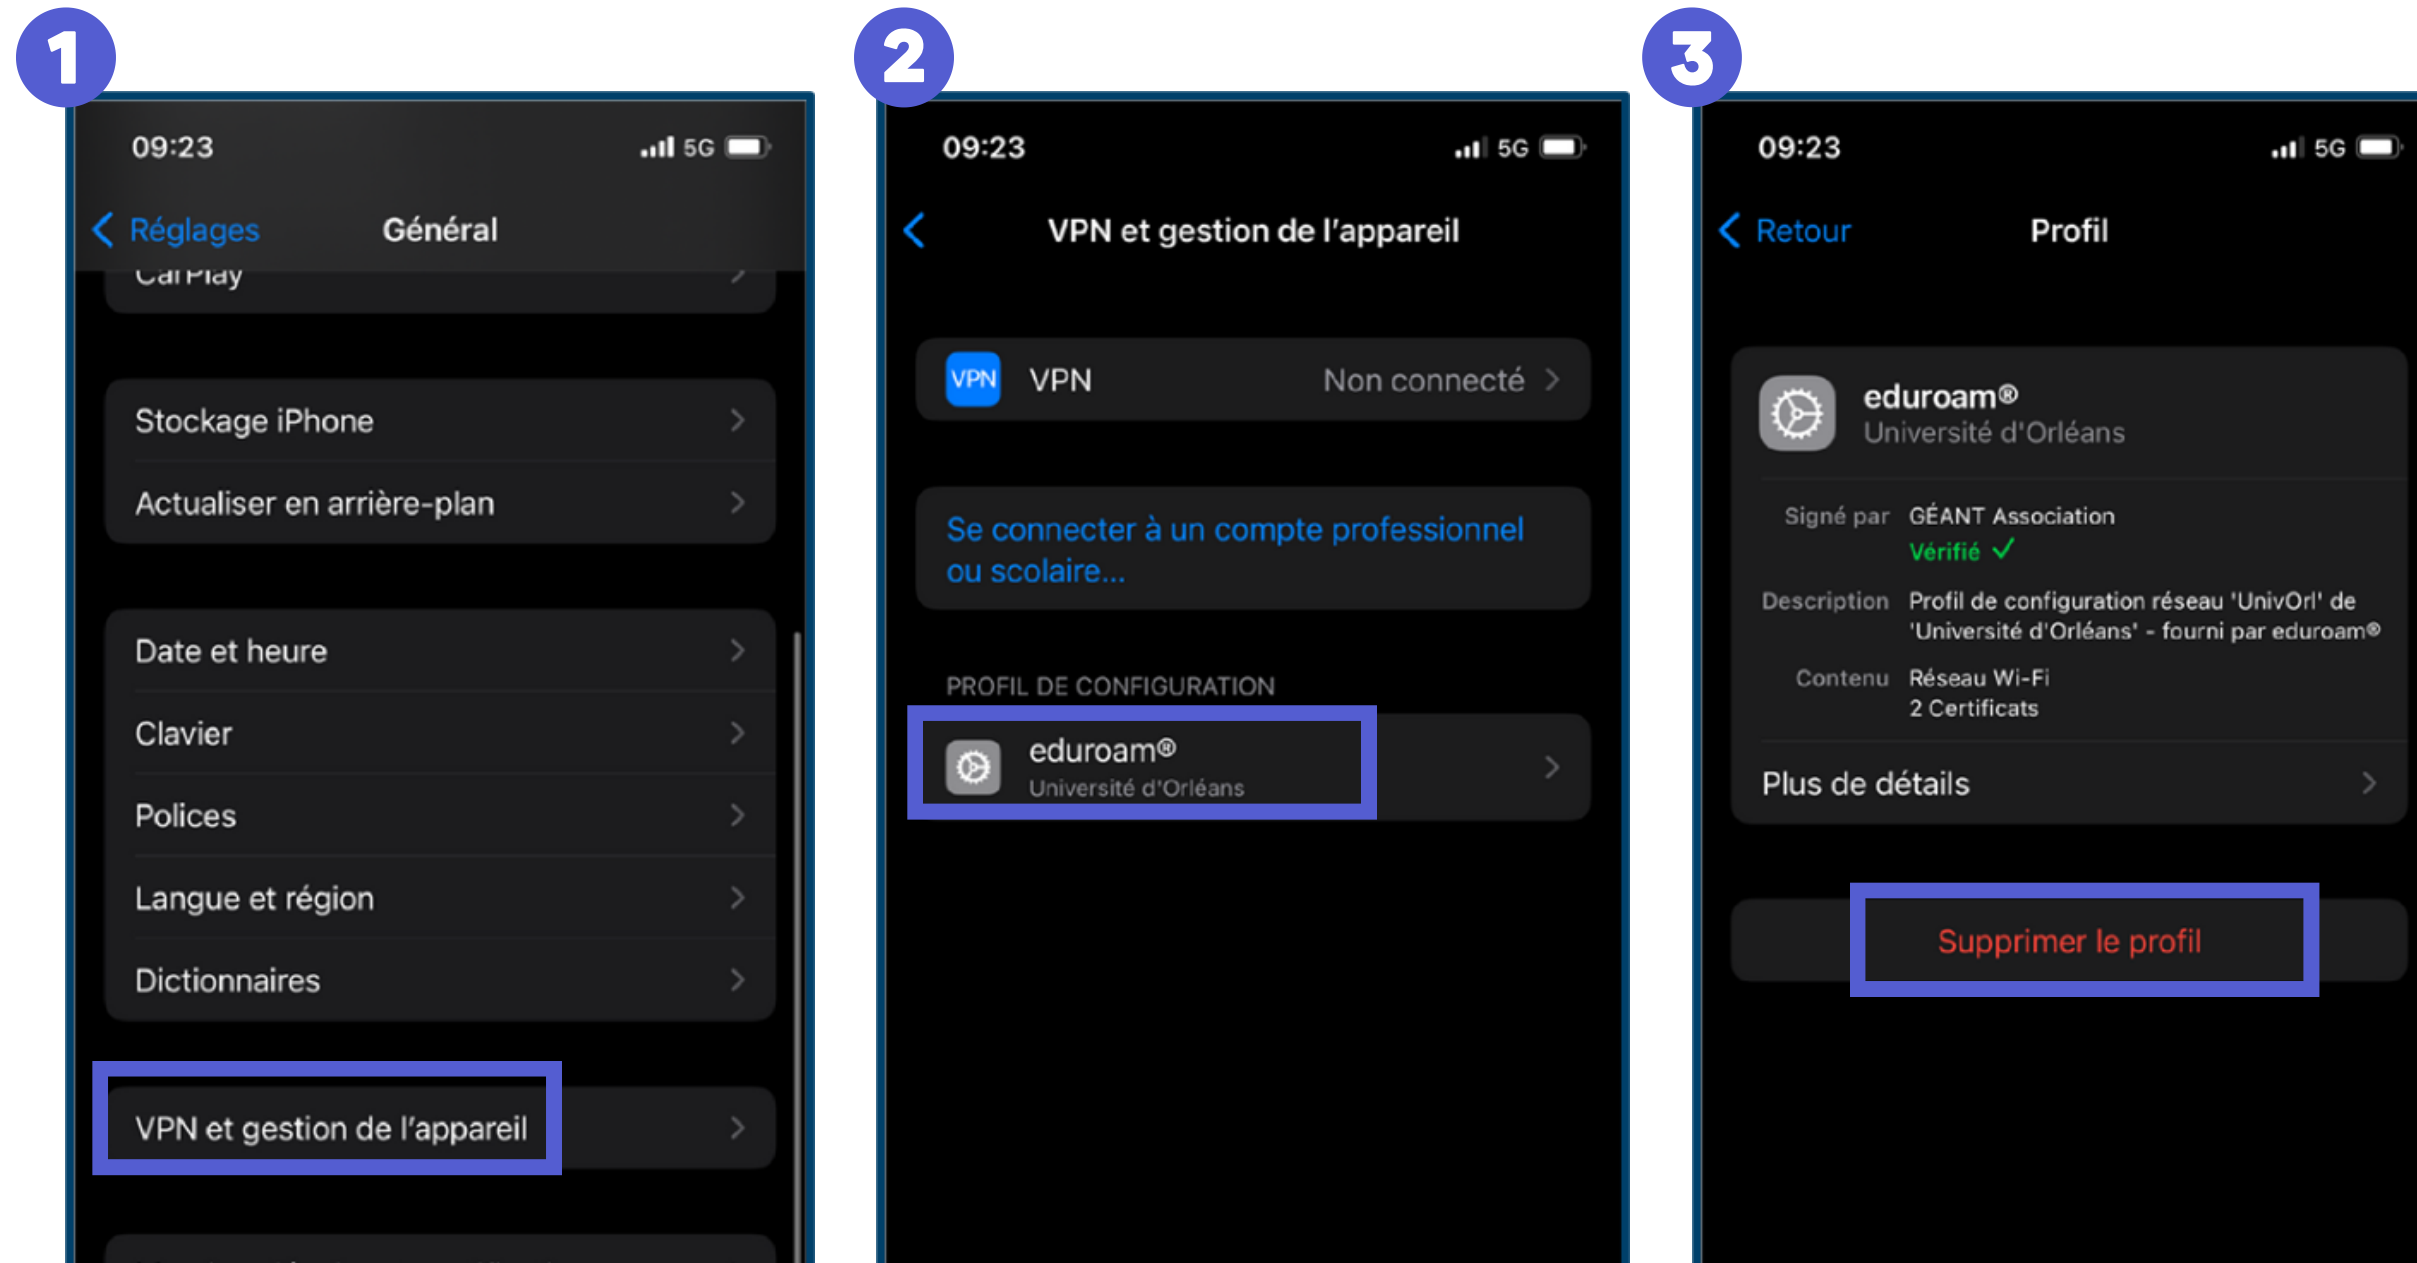 1
09:23
5G
Réglages
Général
CarPlay
Stockage iPhone
Actualiser en arrière-plan
Date et heure
Clavier
Polices
Langue et région
Dictionnaires
VPN et gestion de l'appareil
2
09:23
5G
VPN et gestion de l'appareil
VPN
VPN
Non connecté
Se connecter à un compte professionnel
ou scolaire...
PROFIL DE CONFIGURATION
eduroam®
Université d'Orléans
3
09:23
5G
Retour
Profil
eduroam®
Université d'Orléans
Signé par GÉANT Association
Vérifié ✓
Description Profil de configuration réseau 'UnivOrl' de
'Université d'Orléans' - fourni par eduroam®
Contenu Réseau Wi-Fi
2 Certificats
Plus de détails
Supprimer le profil